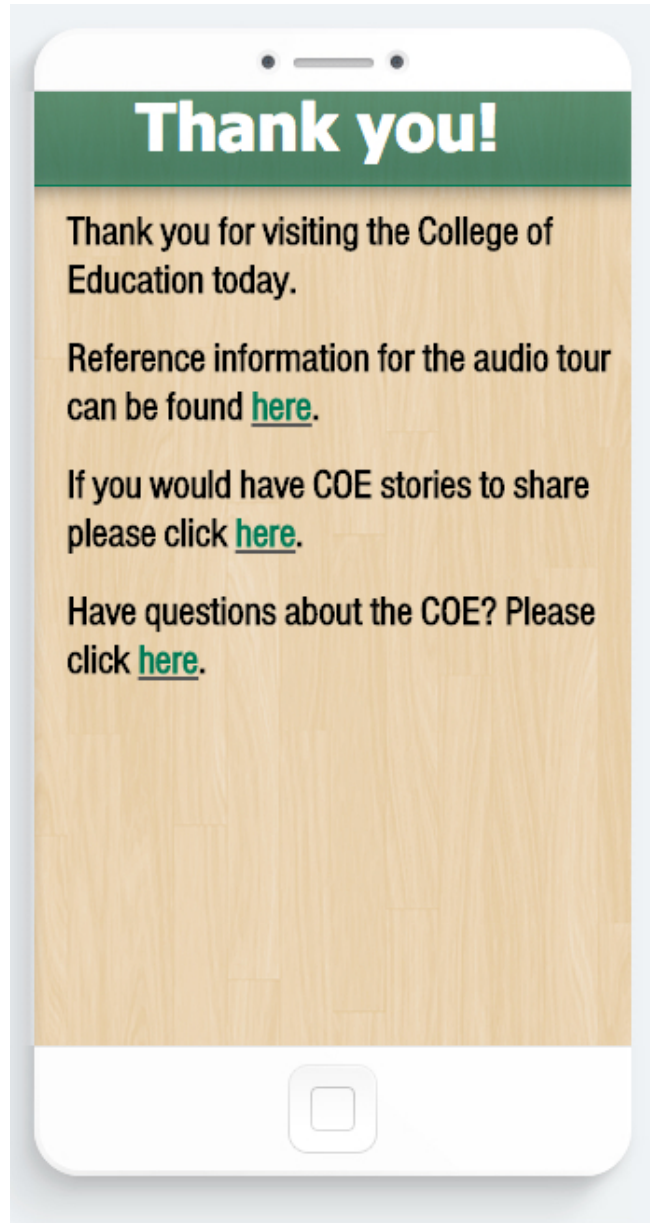 Thank you!
Thank you for visiting the College of
Education today.
Reference information for the audio tour
can be found here.
If you would have COE stories to share
please click here.
Have questions about the COE? Please
click here.